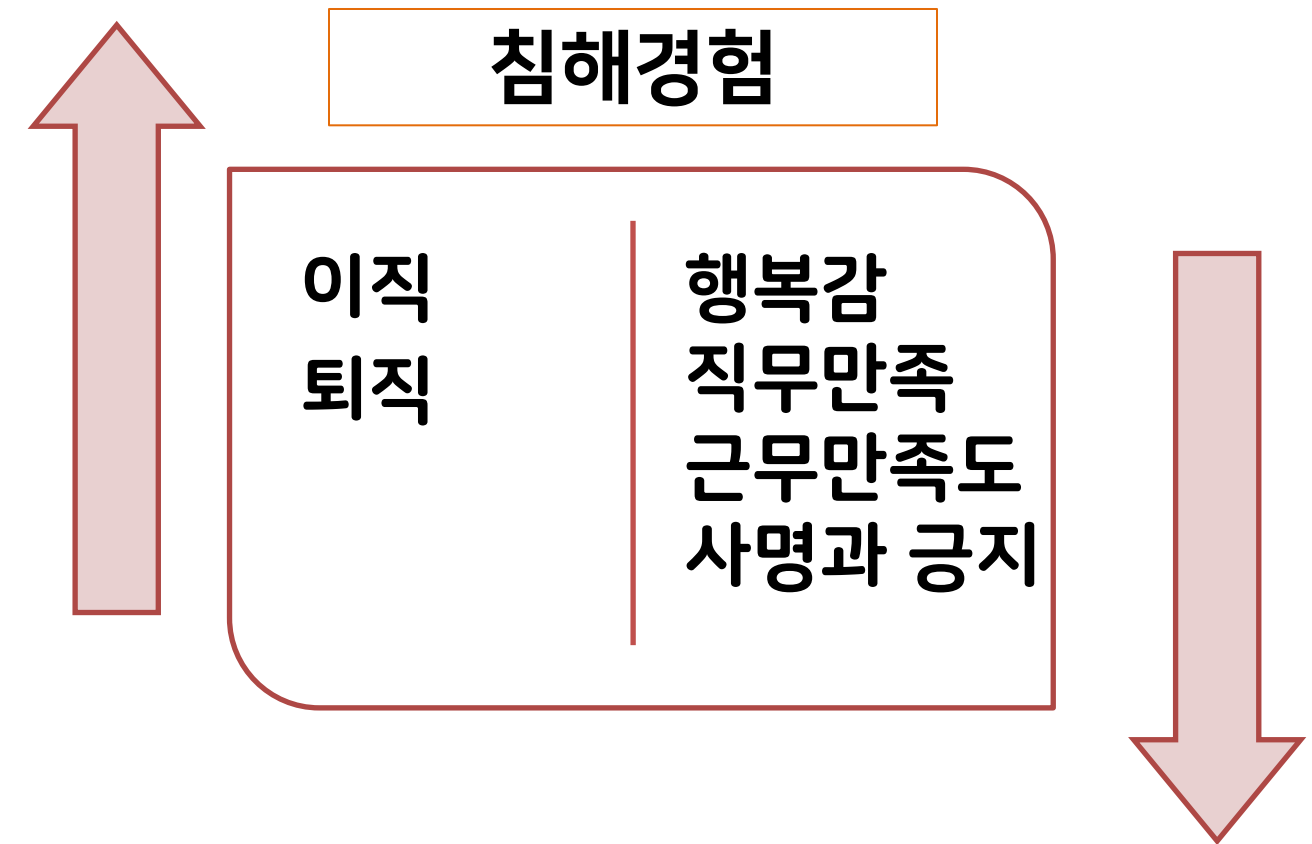 침해경험
이직
퇴직
행복감
직무만족
근무만족도
사명과 긍지